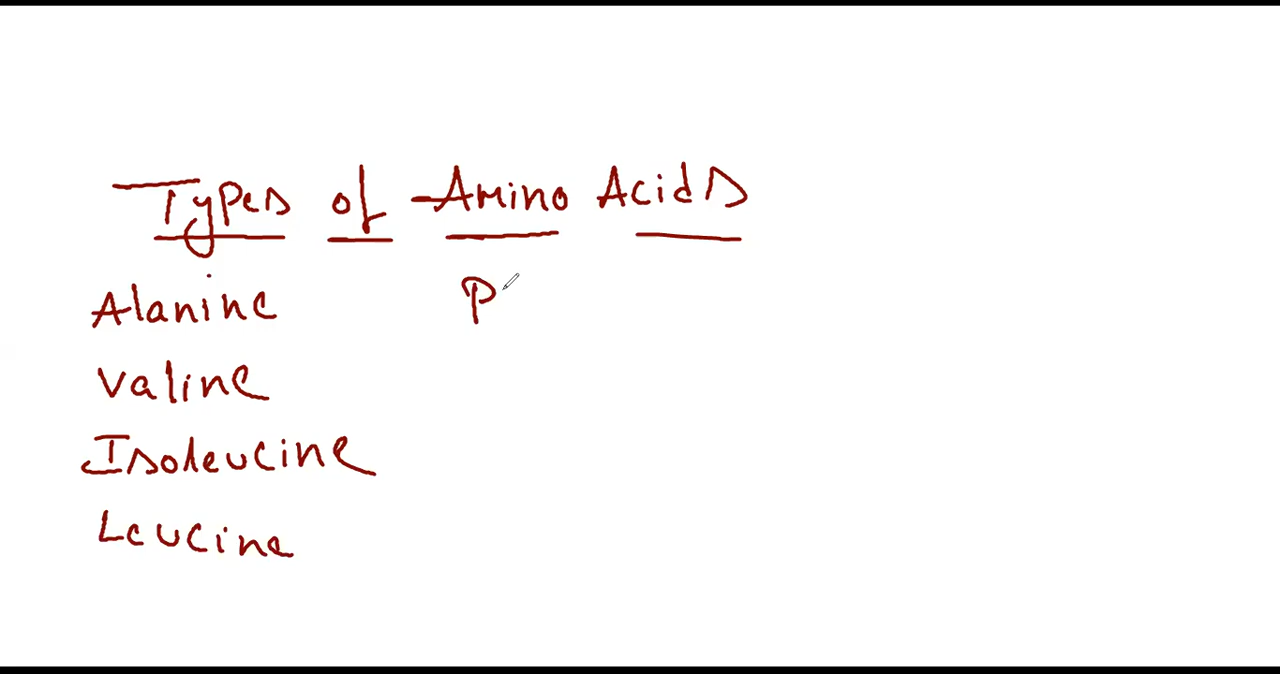 Types of Amino Acids
Alanine P
Valine
Isoleucine
Leucine